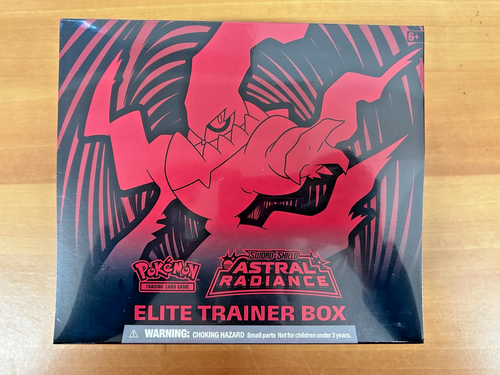 6+
POKÉMON
TRADING CARD GAME
SWORD & SHIELD
ASTRAL
RADIANCE
ELITE TRAINER BOX
⚠ WARNING: CHOKING HAZARD Small parts Not for children under 3 years.